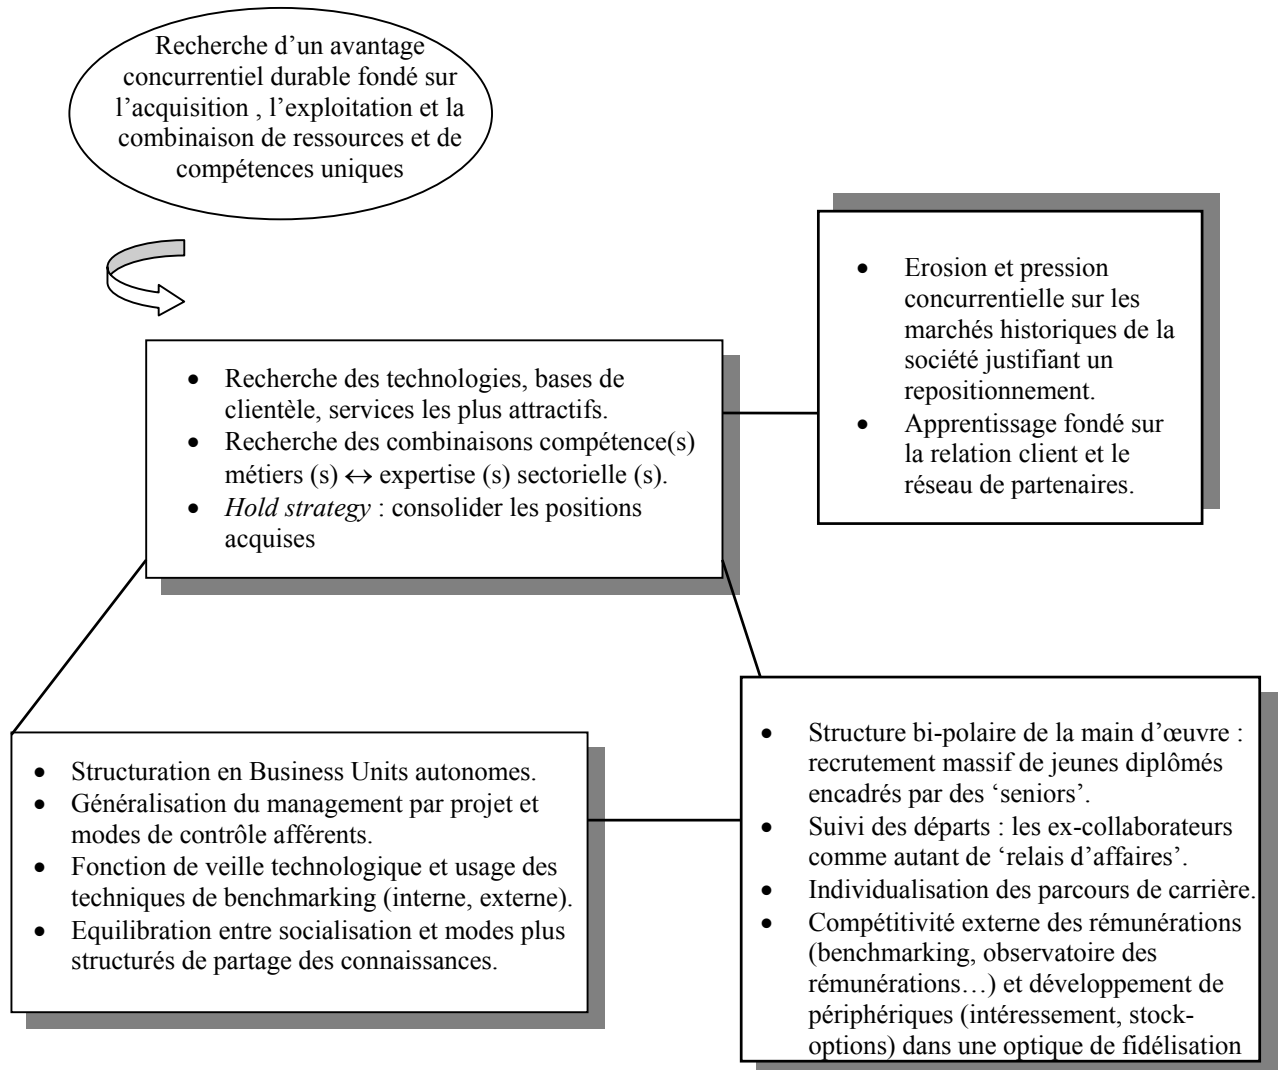 Recherche d’un avantage
concurrentiel durable fondé sur
l’acquisition , l’exploitation et la
combinaison de ressources et de
compétences uniques
• Erosion et pression
concurrentielle sur les
marchés historiques de la
société justifiant un
repositionnement.
• Apprentissage fondé sur
la relation client et le
réseau de partenaires.
• Recherche des technologies, bases de
clientèle, services les plus attractifs.
• Recherche des combinaisons compétence(s)
métiers (s) ↔ expertise (s) sectorielle (s).
• Hold strategy : consolider les positions
acquises
• Structuration en Business Units autonomes.
• Généralisation du management par projet et
modes de contrôle afférents.
• Fonction de veille technologique et usage des
techniques de benchmarking (interne, externe).
• Equilibration entre socialisation et modes plus
structurés de partage des connaissances.
• Structure bi-polaire de la main d’œuvre :
recrutement massif de jeunes diplômés
encadrés par des ‘seniors’.
• Suivi des départs : les ex-collaborateurs
comme autant de ‘relais d’affaires’.
• Individualisation des parcours de carrière.
• Compétitivité externe des rémunérations
(benchmarking, observatoire des
rémunérations…) et développement de
périphériques (intéressement, stock-
options) dans une optique de fidélisation